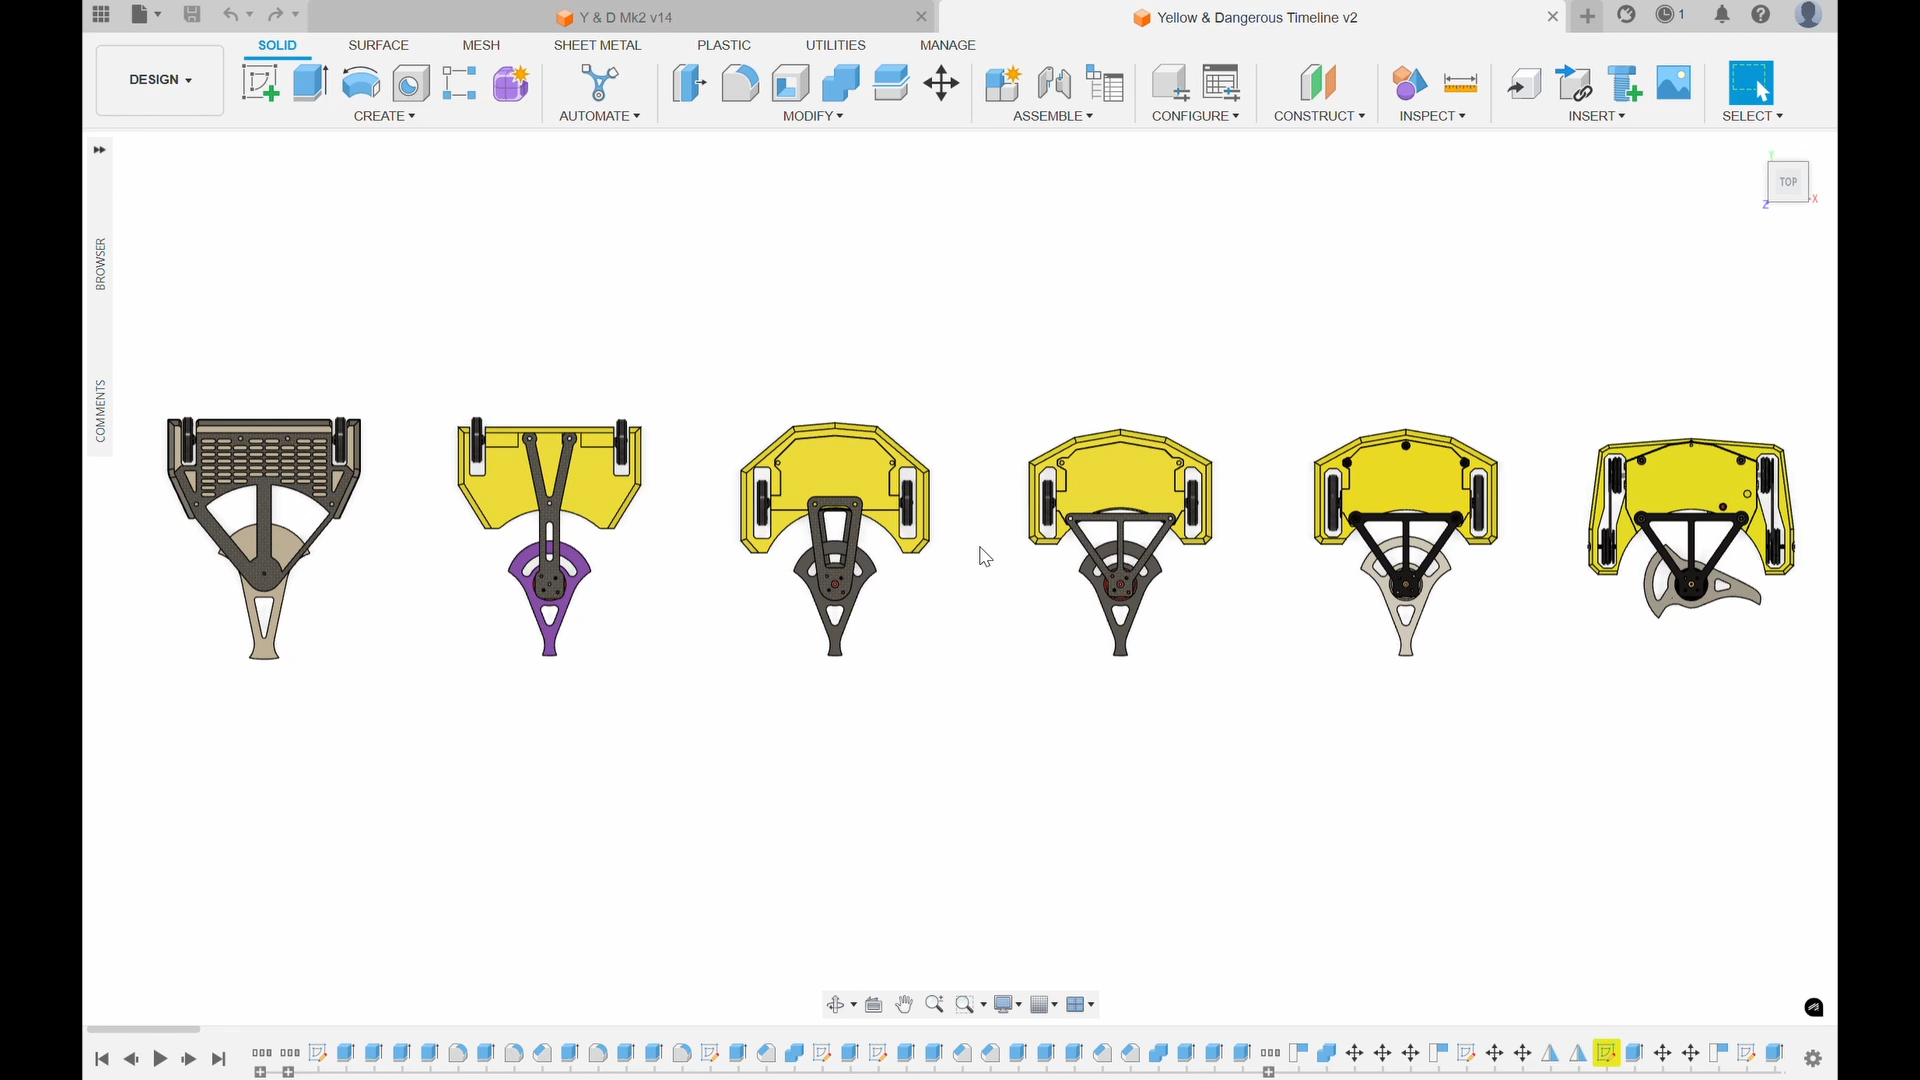 Y & D Mk2 v14
Yellow & Dangerous Timeline v2
1
SOLID
SURFACE
MESH
SHEET METAL
PLASTIC
UTILITIES
MANAGE
DESIGN
CREATE
AUTOMATE
MODIFY
ASSEMBLE
CONFIGURE
CONSTRUCT
INSPECT
INSERT
SELECT
BROWSER
COMMENTS
Y
TOP
X
Z